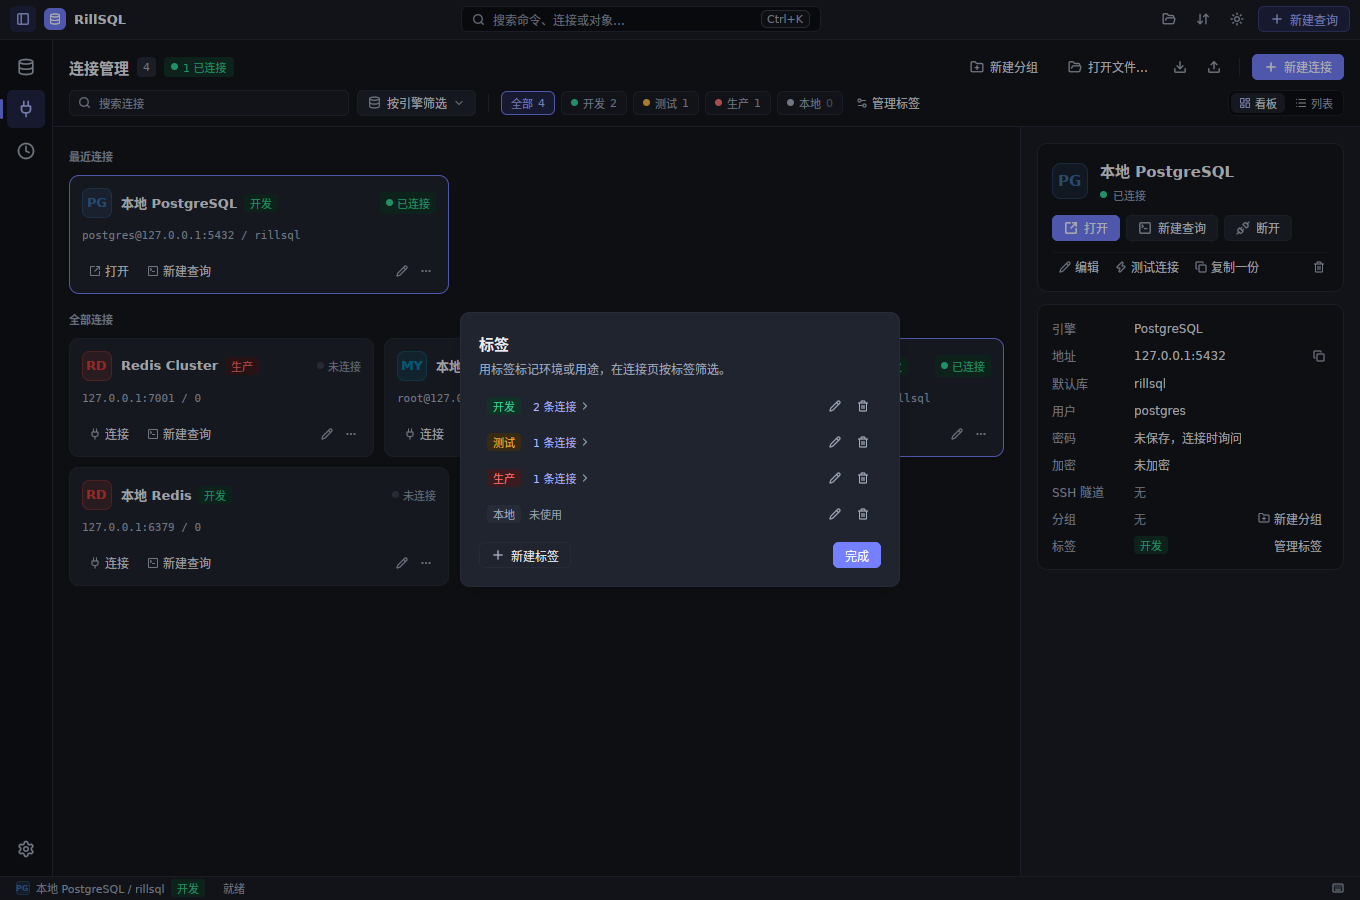 RillSQL
搜索命令、连接或对象... Ctrl+K
新建查询
连接管理 4 1 已连接
新建分组 打开文件... 新建连接
搜索连接 按引擎筛选 全部 4 开发 2 测试 1 生产 1 本地 0 管理标签 看板 列表
最近连接
PG 本地 PostgreSQL 开发 已连接
postgres@127.0.0.1:5432 / rillsql
打开 新建查询
全部连接
RD Redis Cluster 生产 未连接
127.0.0.1:7001 / 0
连接 新建查询
MY 本地
root@127.0
连接
已连接
llsql
RD 本地 Redis 开发 未连接
127.0.0.1:6379 / 0
连接 新建查询
标签
用标签标记环境或用途，在连接页按标签筛选。
开发 2 条连接
测试 1 条连接
生产 1 条连接
本地 未使用
新建标签 完成
PG 本地 PostgreSQL
已连接
打开 新建查询 断开
编辑 测试连接 复制一份
引擎 PostgreSQL
地址 127.0.0.1:5432
默认库 rillsql
用户 postgres
密码 未保存，连接时询问
加密 未加密
SSH 隧道 无
分组 无 新建分组
标签 开发 管理标签
PG 本地 PostgreSQL / rillsql 开发 就绪